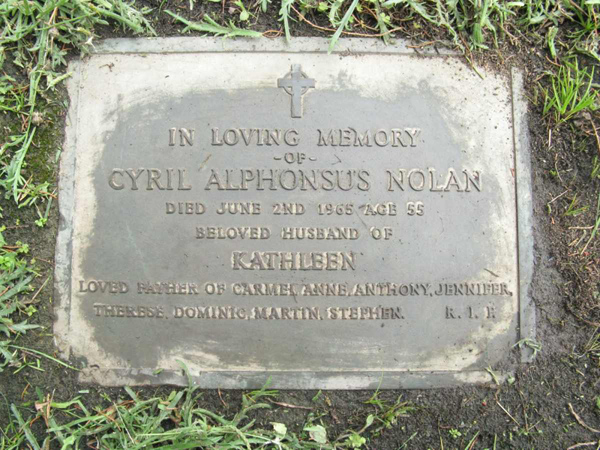 IN LOVING MEMORY
-OF-
CYRIL ALPHONSUS NOLAN
DIED JUNE 2ND 1965 AGE 55
BELOVED HUSBAND OF
KATHLEEN
LOVED FATHER OF CARMEL, ANNE, ANTHONY, JENNIFER,
THERESE, DOMINIC, MARTIN, STEPHEN. R. I. P.